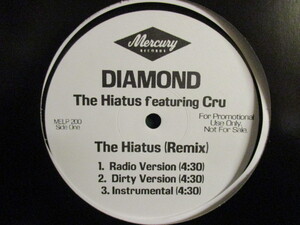 Mercury
RECORDS
DIAMOND
The Hiatus featuring Cru
MELP 200
Side One
For Promotional
Use Only.
Not For Sale.
The Hiatus (Remix)
1. Radio Version (4:30)
2. Dirty Version (4:30)
3. Instrumental (4:30)